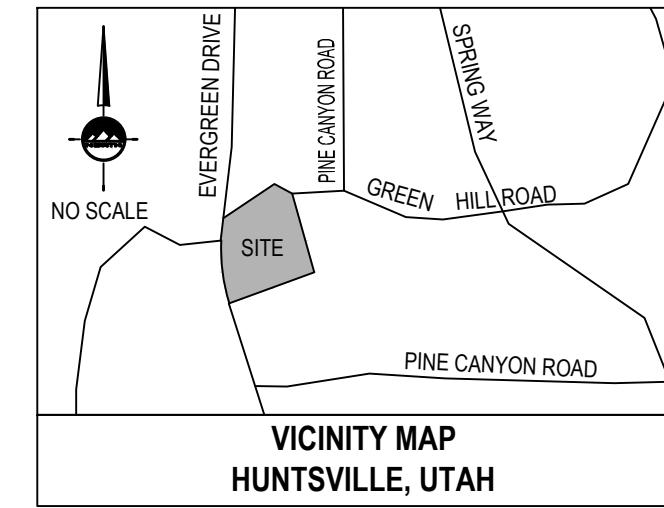 EVERGREEN DRIVE
PINE CANYON ROAD
SPRING WAY
NO SCALE
GREEN HILL ROAD
SITE
PINE CANYON ROAD
VICINITY MAP
HUNTSVILLE, UTAH